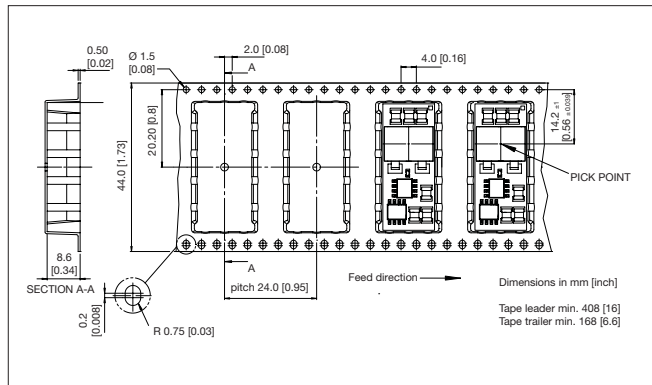 0.50
[0.02]
Ø 1.5
[0.08]
2.0 [0.08]
A
4.0 [0.16]
20.20 [0.8]
44.0 [1.73]
14.2 ±1
[0.56 ±0.039]
PICK POINT
8.6
[0.34]
SECTION A-A
A
pitch 24.0 [0.95]
Feed direction
Dimensions in mm [inch]
Tape leader min. 408 [16]
Tape trailer min. 168 [6.6]
0.2
[0.008]
R 0.75 [0.03]